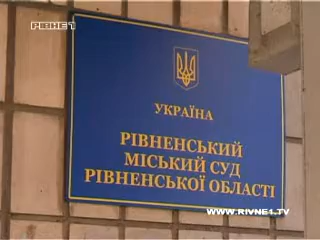 РІВНЕ1
УКРАЇНА
РІВНЕНСЬКИЙ
МІСЬКИЙ СУД
РІВНЕНСЬКОЇ ОБЛАСТІ
WWW.RIVNE1.TV